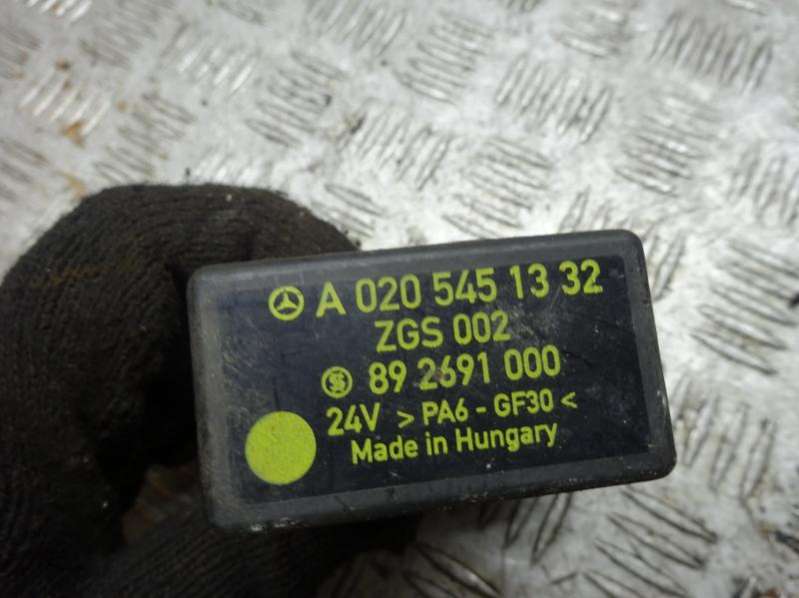 A 020 545 13 32
ZGS 002
89 2691 000
24V > PA6 - GF30 <
Made in Hungary